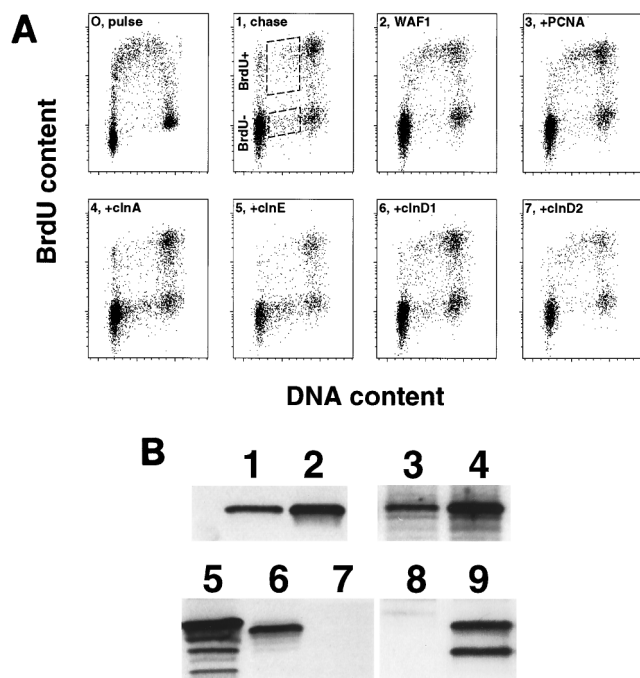 A
O, pulse
1, chase
2, WAF1
3, +PCNA
BrdU+
BrdU-
4, +clnA
5, +clnE
6, +clnD1
7, +clnD2
BrdU content
DNA content
B
1 2 3 4
5 6 7 8 9